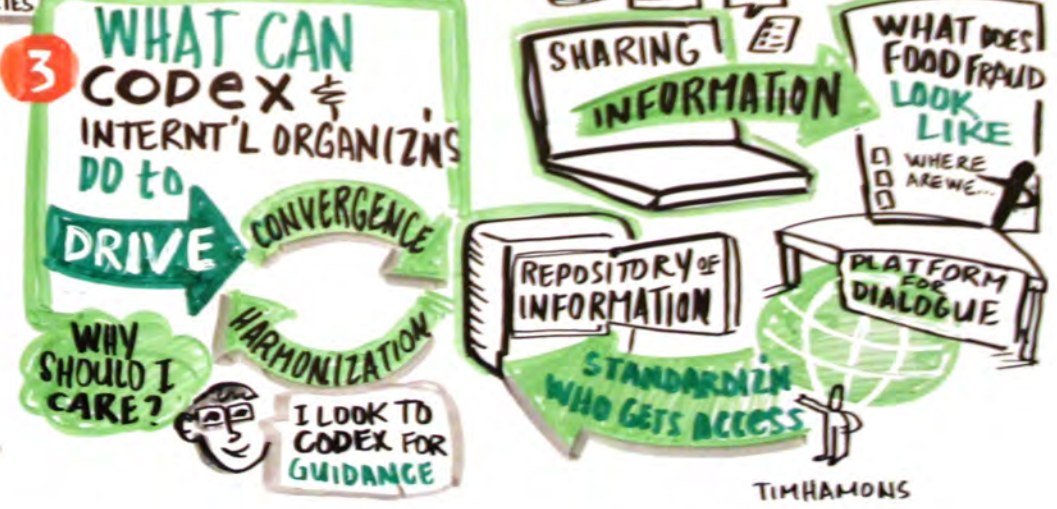 TIES
3
WHAT CAN
CODEX &
INTERNT'L ORGANIZ'NS
DO to
DRIVE
CONVERGENCE
HARMONIZATION
WHY
SHOULD I
CARE?
I LOOK TO
CODEX FOR
GUIDANCE
SHARING
INFORMATION
WHAT DOES
FOOD FRAUD
LOOK
LIKE
WHERE
ARE WE...
REPOSITORY OF
INFORMATION
PLATFORM
FOR
DIALOGUE
STANDARDIZ'N
WHO GETS ACCESS
TIMHAMONS